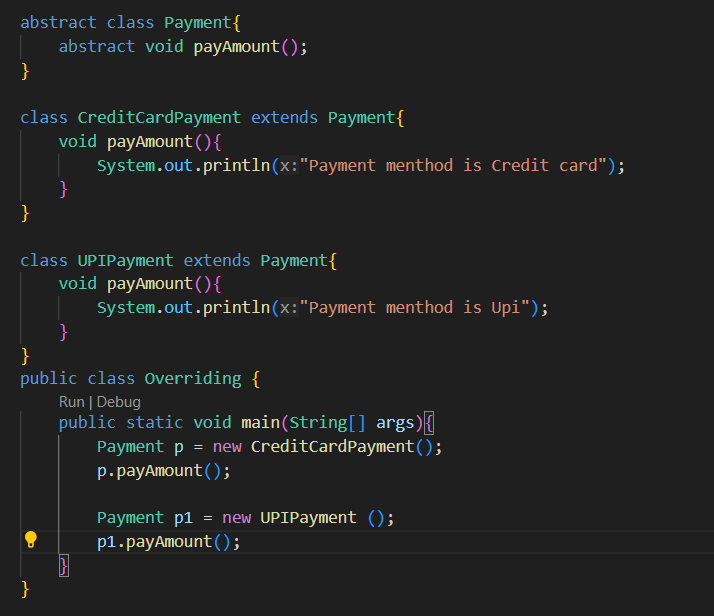 abstract class Payment{
    abstract void payAmount();
}

class CreditCardPayment extends Payment{
    void payAmount(){
        System.out.println(x:"Payment menthod is Credit card");
    }
}

class UPIPayment extends Payment{
    void payAmount(){
        System.out.println(x:"Payment menthod is Upi");
    }
}
public class Overriding {
    Run | Debug
    public static void main(String[] args){
        Payment p = new CreditCardPayment();
        p.payAmount();

        Payment p1 = new UPIPayment ();
        p1.payAmount();
    }
}